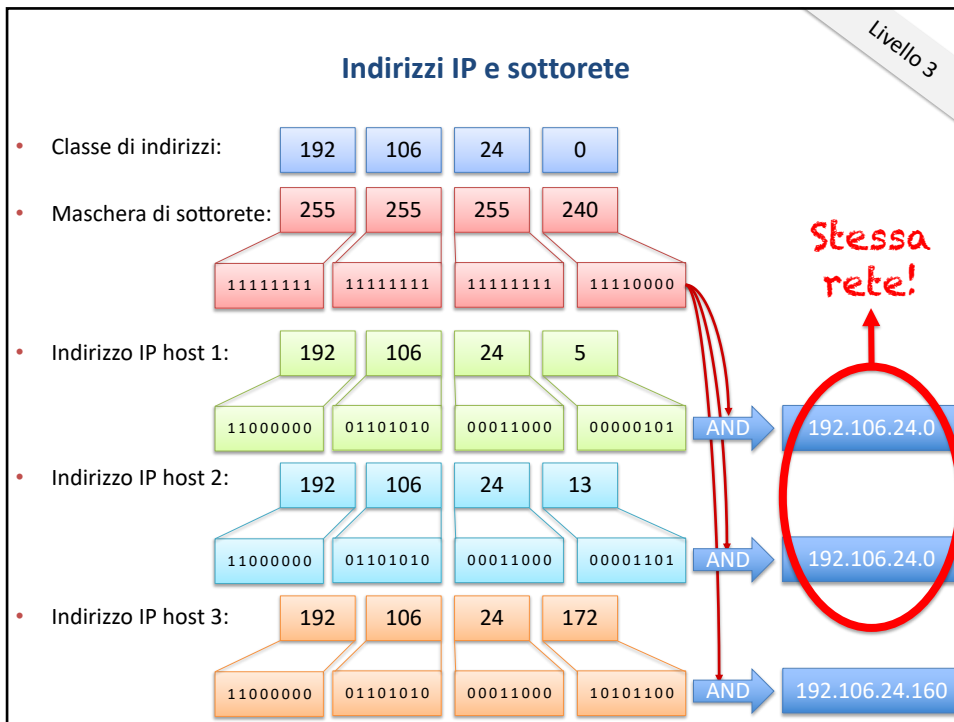 Livello 3
Indirizzi IP e sottorete
• Classe di indirizzi: 192 106 24 0
• Maschera di sottorete: 255 255 255 240
11111111 11111111 11111111 11110000
Stessa
rete!
• Indirizzo IP host 1: 192 106 24 5
11000000 01101010 00011000 00000101 AND 192.106.24.0
• Indirizzo IP host 2: 192 106 24 13
11000000 01101010 00011000 00001101 AND 192.106.24.0
• Indirizzo IP host 3: 192 106 24 172
11000000 01101010 00011000 10101100 AND 192.106.24.160